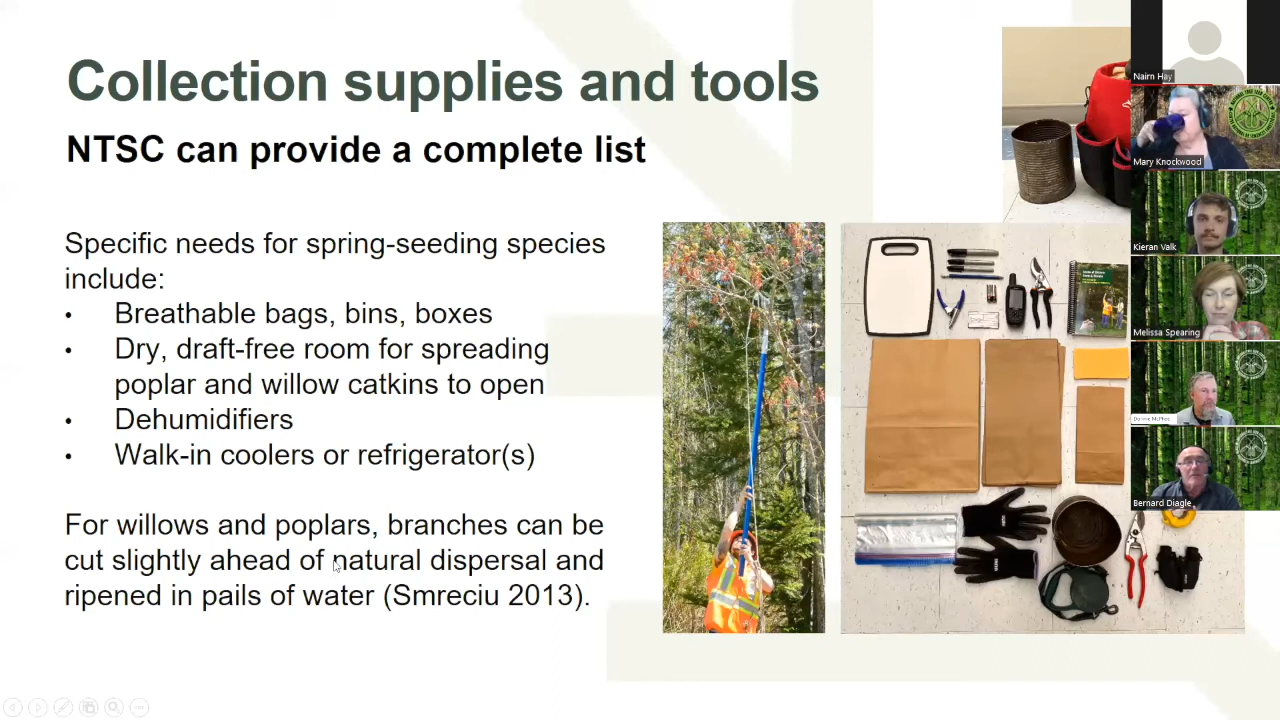 Collection supplies and tools
NTSC can provide a complete list
Specific needs for spring-seeding species
include:
• Breathable bags, bins, boxes
• Dry, draft-free room for spreading
poplar and willow catkins to open
• Dehumidifiers
• Walk-in coolers or refrigerator(s)
For willows and poplars, branches can be
cut slightly ahead of natural dispersal and
ripened in pails of water (Smreciu 2013).
Nairn Hay
Mary Knockwood
Kieran Valk
Melissa Spearing
Donnie McPhee
Bernard Diagle